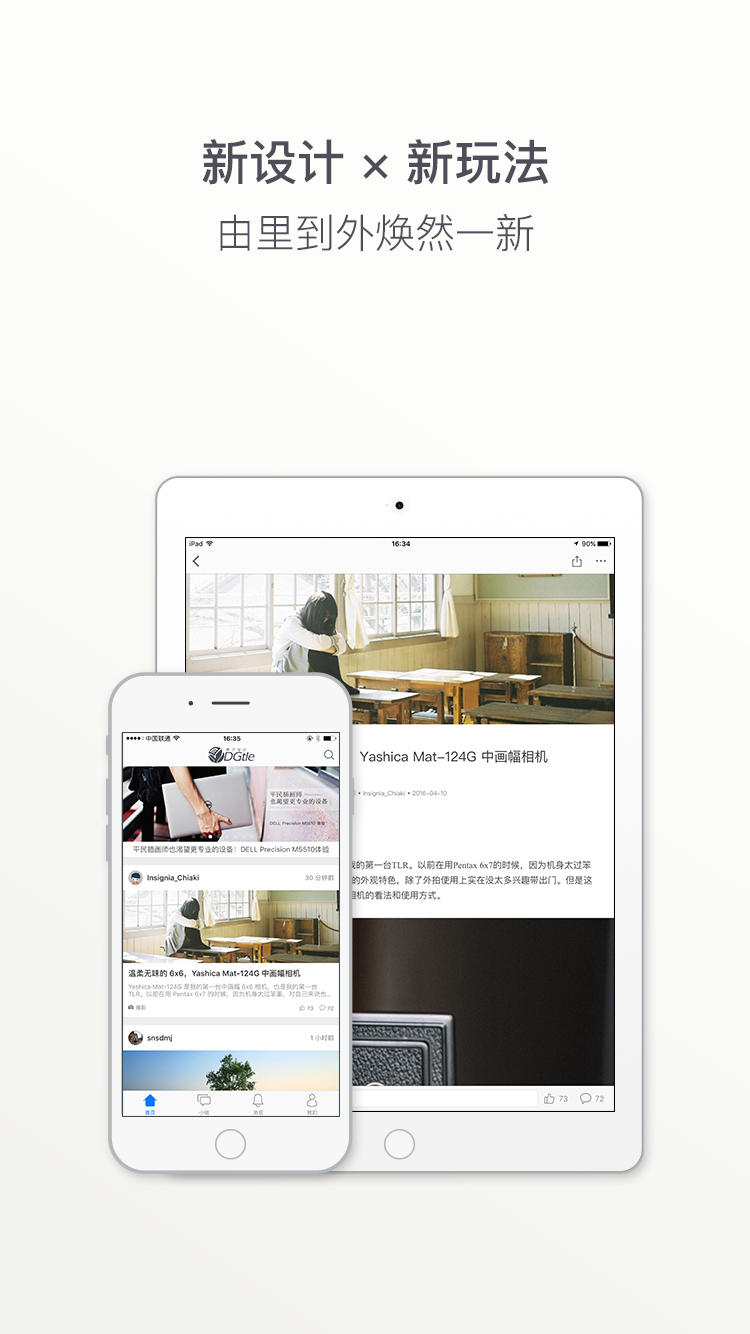 新设计 × 新玩法
由里到外焕然一新
iPad
16:34
90%
Yashica Mat-124G 中画幅相机
• Insignia_Chiaki • 2016-04-10
我的第一台TLR。以前在用Pentax 6x7的时候，因为机身太过笨
的外观特色，除了外拍使用上实在没太多兴趣带出门。但是这
相机的看法和使用方式。
73
72
中国联通
16:35
DGtle
平民插画师
也渴望更专业的设备
DELL Precision M5510 体验
平民插画师也渴望更专业的设备：DELL Precision M5510体验
Insignia_Chiaki
30 分钟前
温柔无味的 6x6，Yashica Mat-124G 中画幅相机
Yashica Mat-124G 是我的第一台中画幅 6x6 相机，也是我的第一台
TLR。以前在用 Pentax 6x7 的时候，因为机身太过笨重，对自己来说也...
摄影
73
72
snsdmj
1 小时前
首页
小组
消息
我的